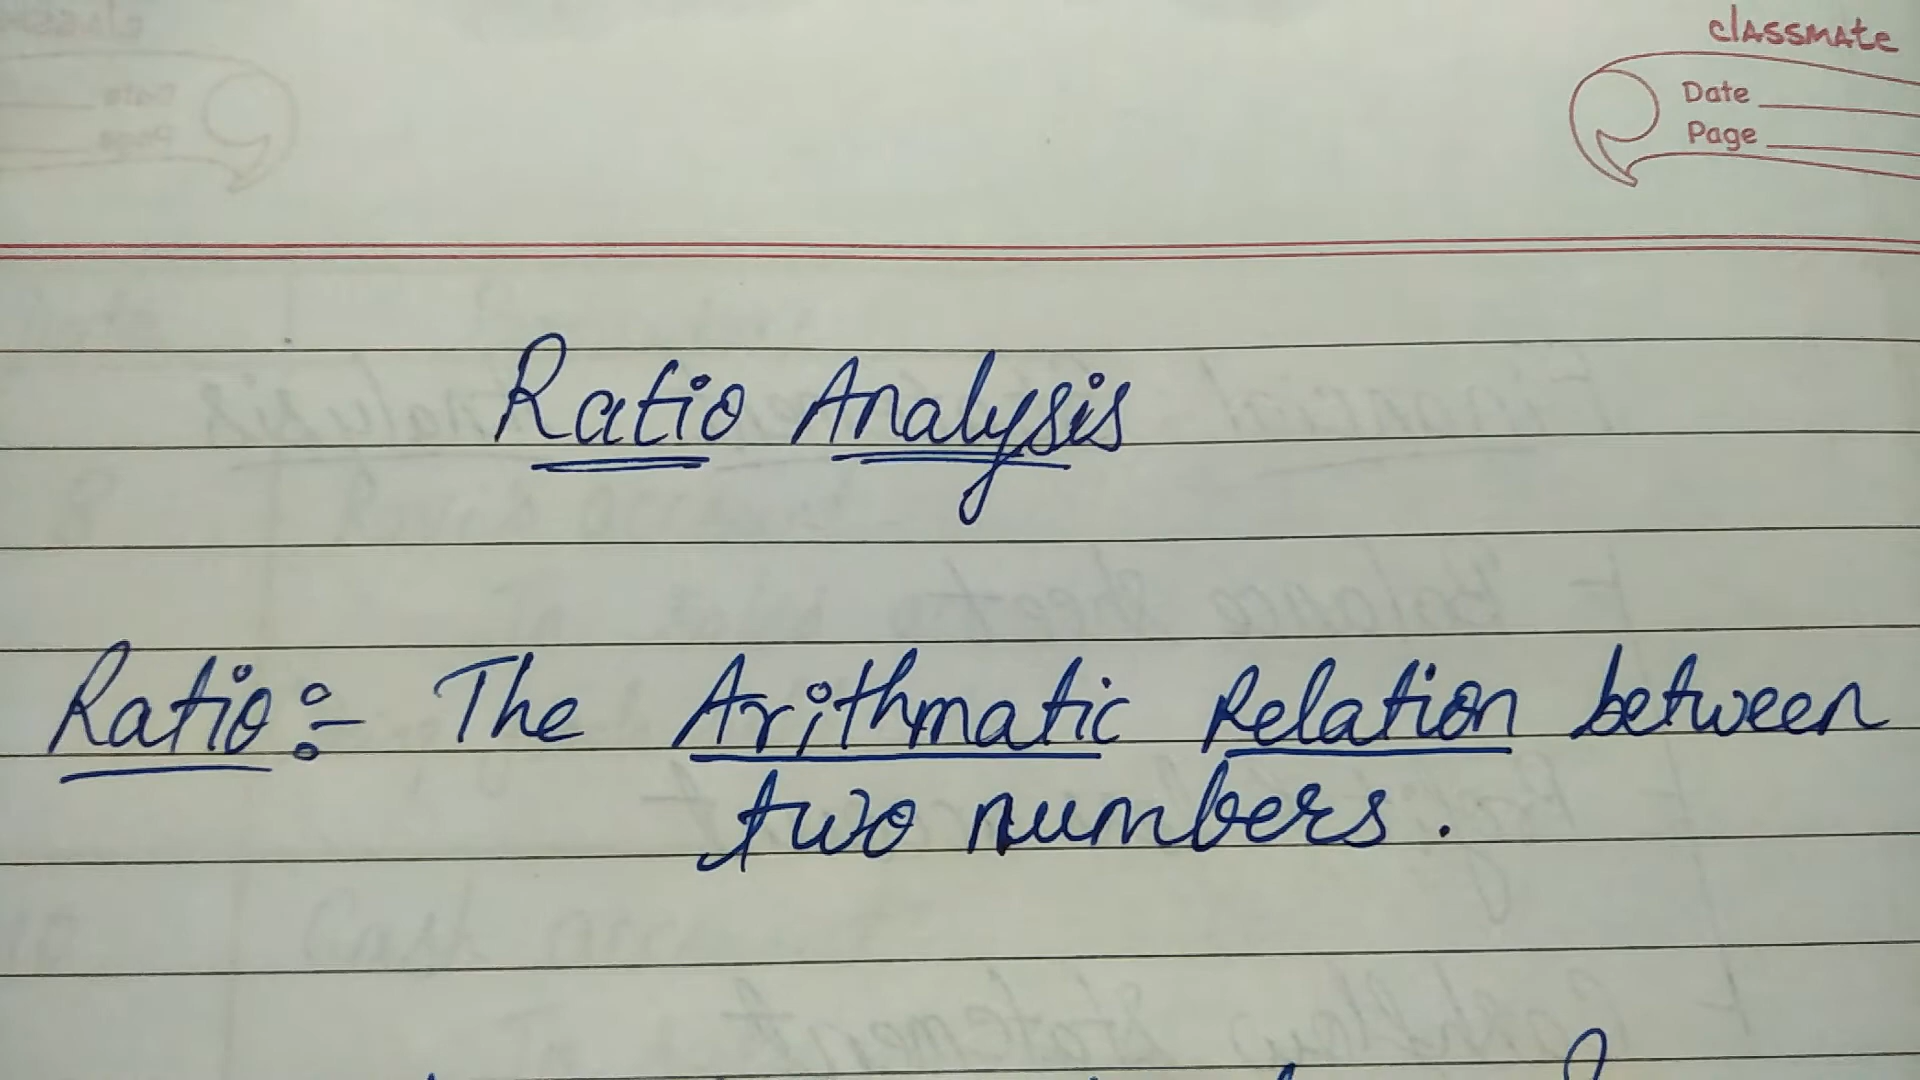 classmate
Date
Page
Ratio Analysis
Ratio:- The Arithmatic Relation between
two numbers.